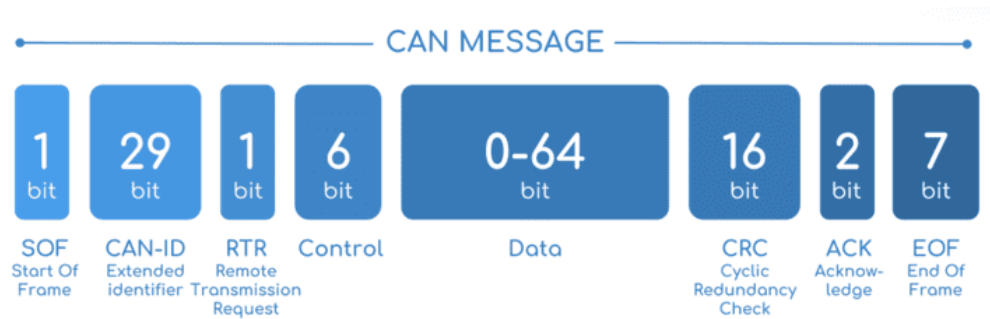 CAN MESSAGE
1 29 1 6 0-64 16 2 7
bit bit bit bit bit bit bit bit
SOF CAN-ID RTR Control Data CRC ACK EOF
Start Of Extended Remote Cyclic Acknow- End Of
Frame identifier Transmission Redundancy ledge Frame
Request Check